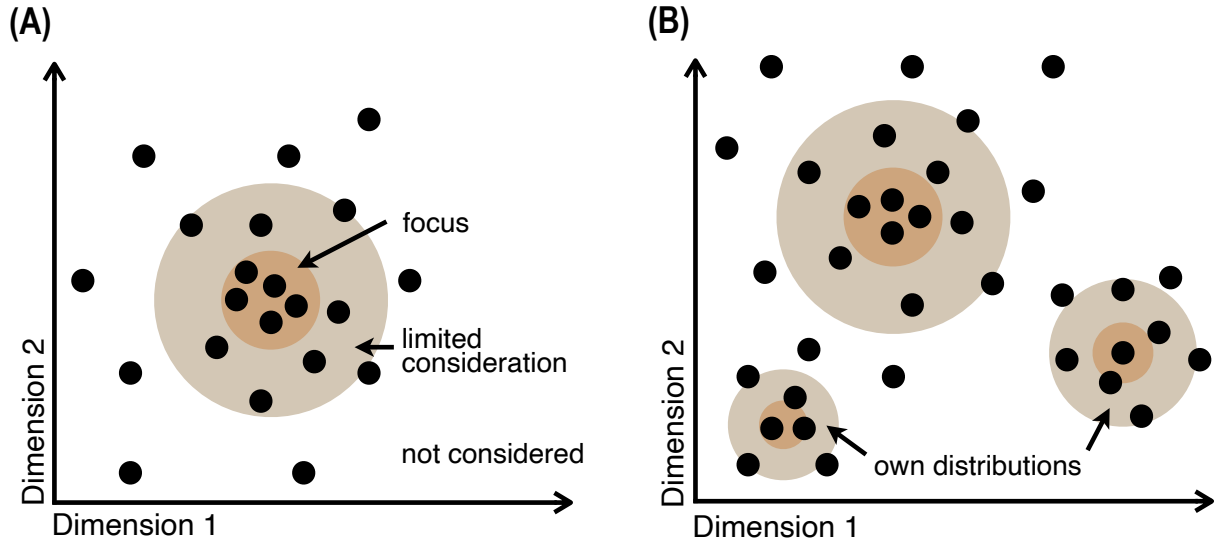 (A)
focus
limited
consideration
not considered
Dimension 2
Dimension 1
(B)
own distributions
Dimension 2
Dimension 1